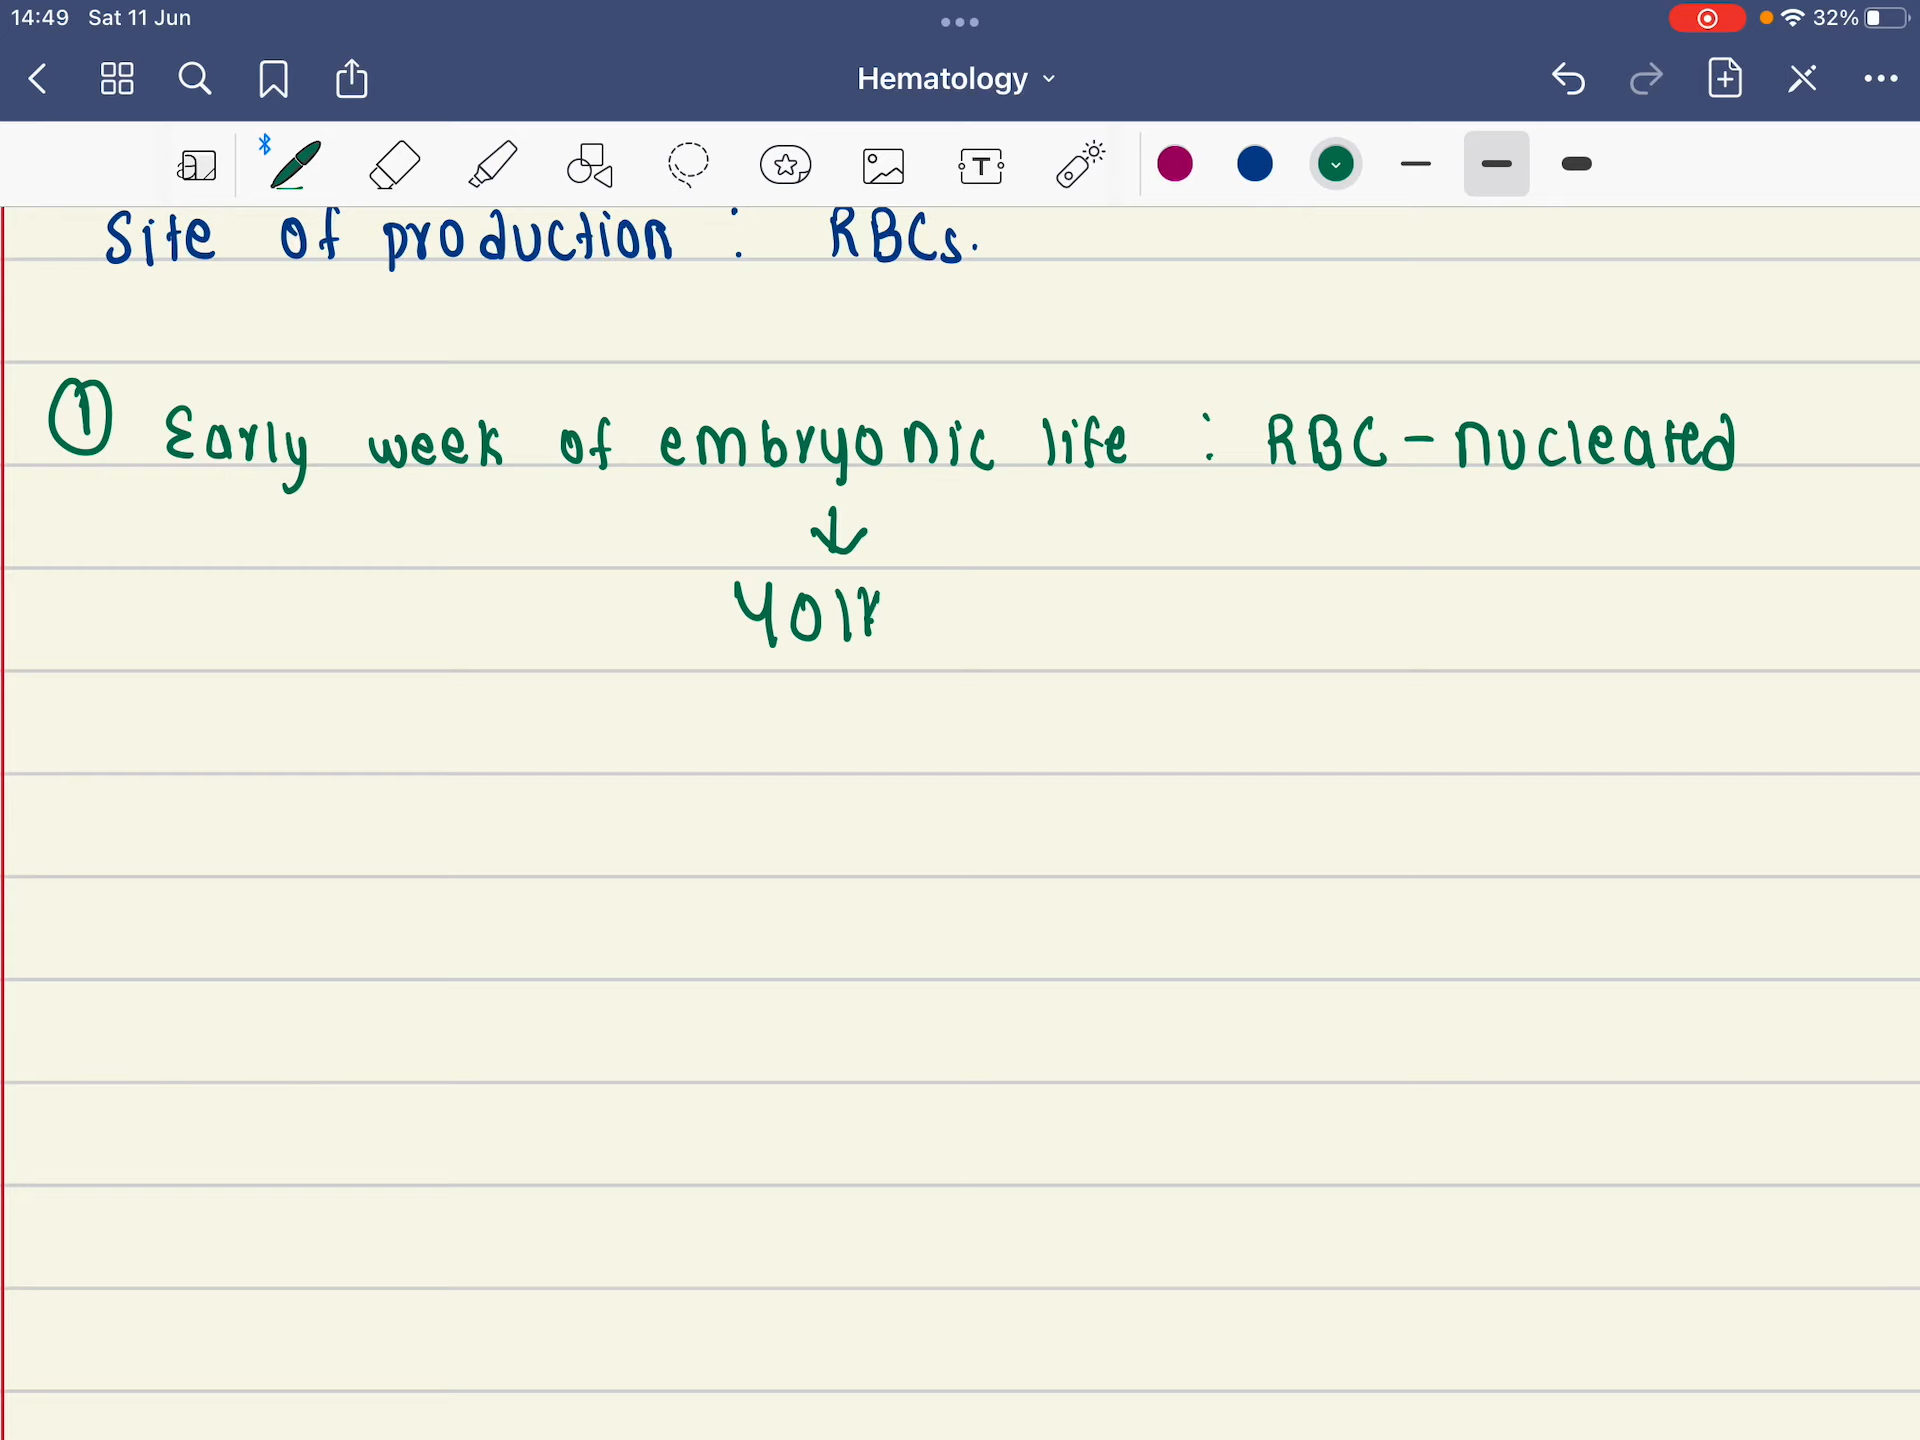 14:49 Sat 11 Jun
32%
Hematology
Site of production : RBCs.
① Early week of embryonic life : RBC - nucleated
↓
Yolk